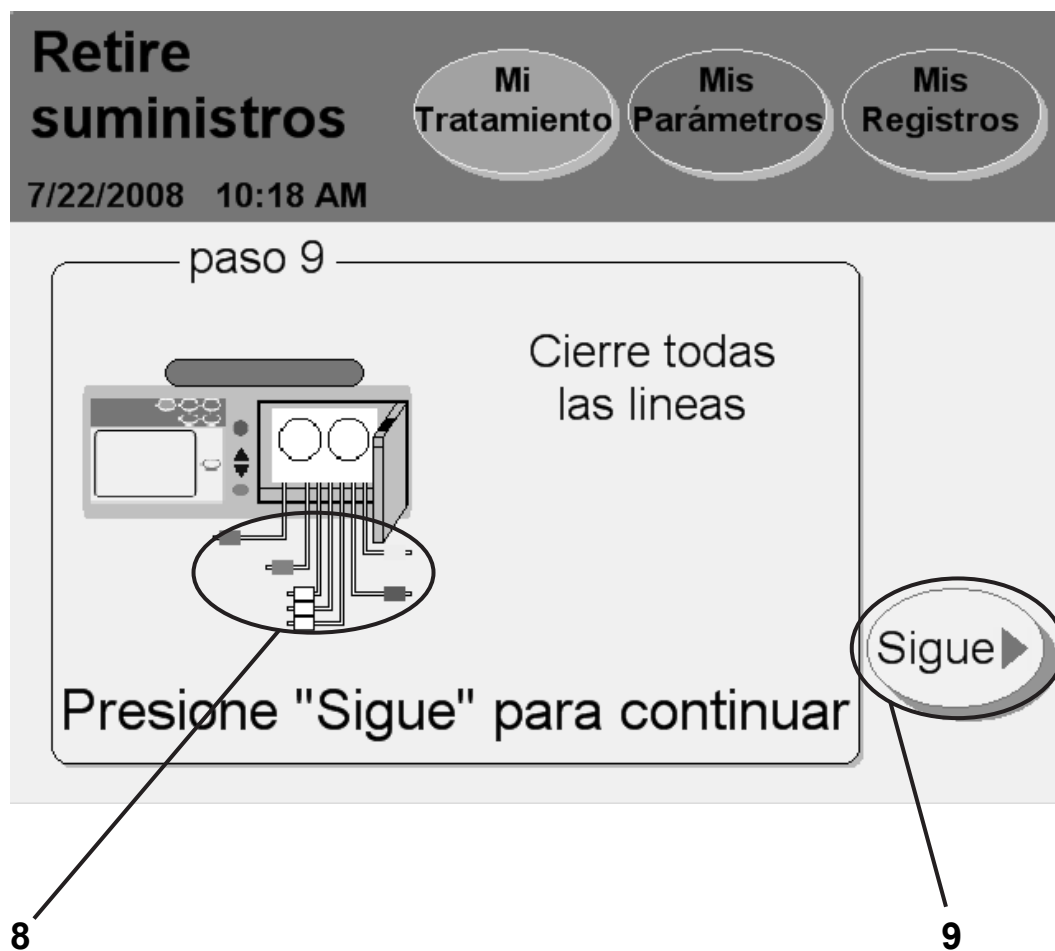 Retire
suministros
7/22/2008 10:18 AM
Mi
Tratamiento
Mis
Parámetros
Mis
Registros
paso 9
Cierre todas
las lineas
Sigue
Presione "Sigue" para continuar
8
9